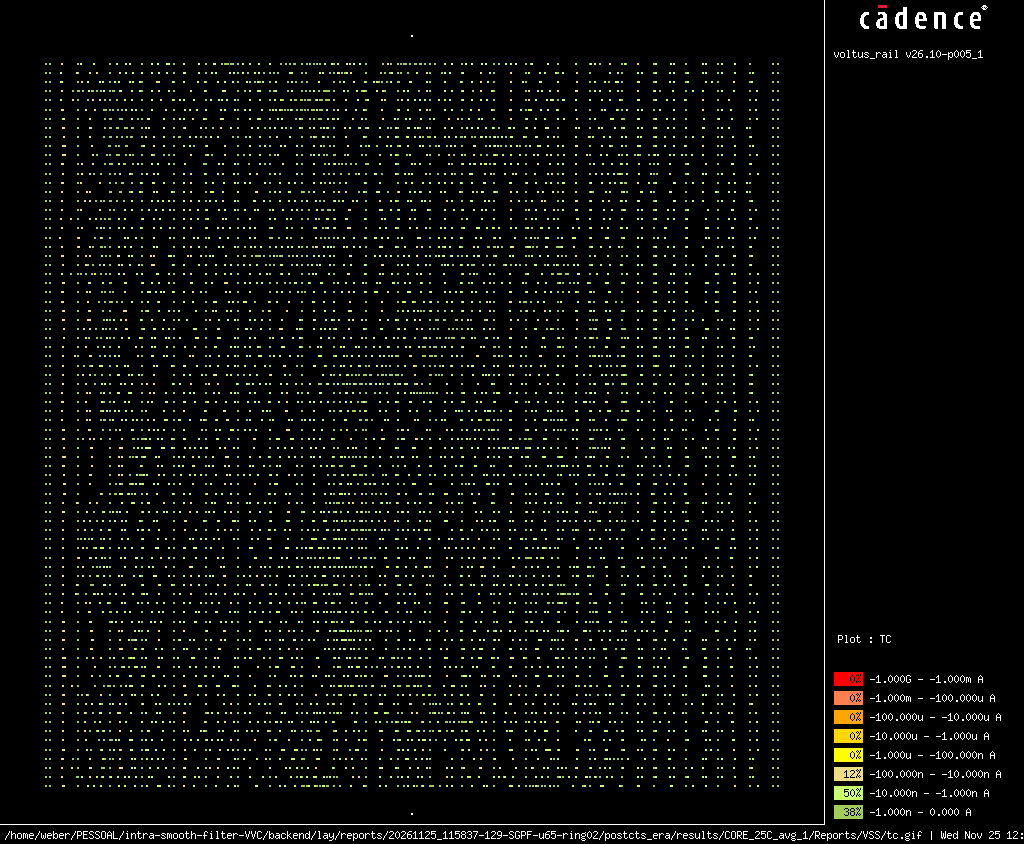 cādence®
voltus_rail v26.10-p005_1
Plot : TC
0% -1.000G - -1.000m A
0% -1.000m - -100.000u A
0% -100.000u - -10.000u A
0% -10.000u - -1.000u A
0% -1.000u - -100.000n A
12% -100.000n - -10.000n A
50% -10.000n - -1.000n A
38% -1.000n - 0.000 A
/home/weber/PESSOAL/intra-smooth-filter-VVC/backend/lay/reports/20261125_115837-129-SGPF-u65-ring02/postcts_era/results/CORE_25C_avg_1/Reports/VSS/tc.gif | Wed Nov 25 12: